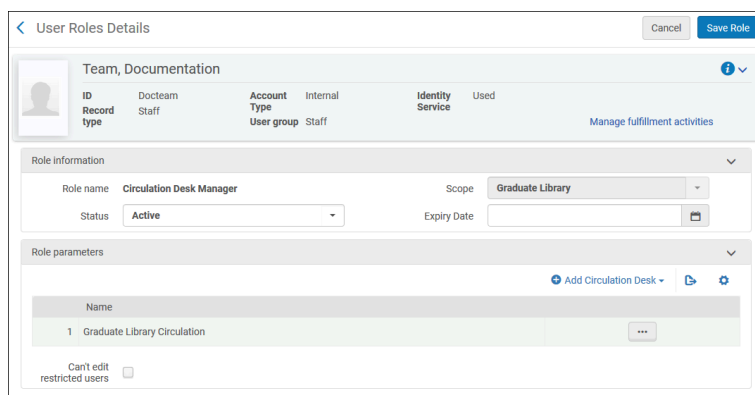 User Roles Details
Cancel
Save Role
Team, Documentation
ID Docteam Account Type Internal Identity Service Used
Record type Staff User group Staff Manage fulfillment activities
Role information
Role name Circulation Desk Manager Scope Graduate Library
Status Active Expiry Date
Role parameters
Add Circulation Desk
Name
1 Graduate Library Circulation
Can't edit
restricted users